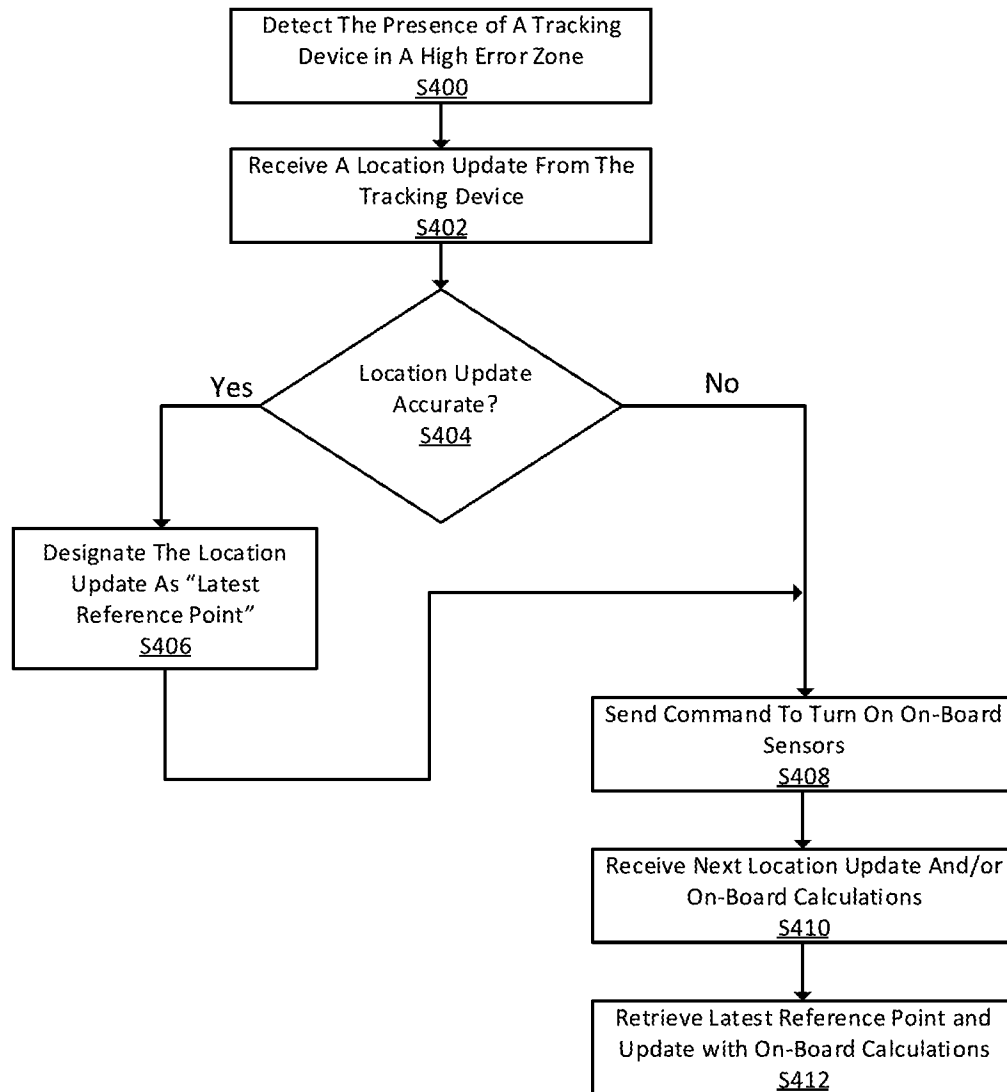 Detect The Presence of A Tracking
Device in A High Error Zone
S400
Receive A Location Update From The
Tracking Device
S402
Location Update
Accurate?
S404
Yes
No
Designate The Location
Update As “Latest
Reference Point”
S406
Send Command To Turn On On-Board
Sensors
S408
Receive Next Location Update And/or
On-Board Calculations
S410
Retrieve Latest Reference Point and
Update with On-Board Calculations
S412